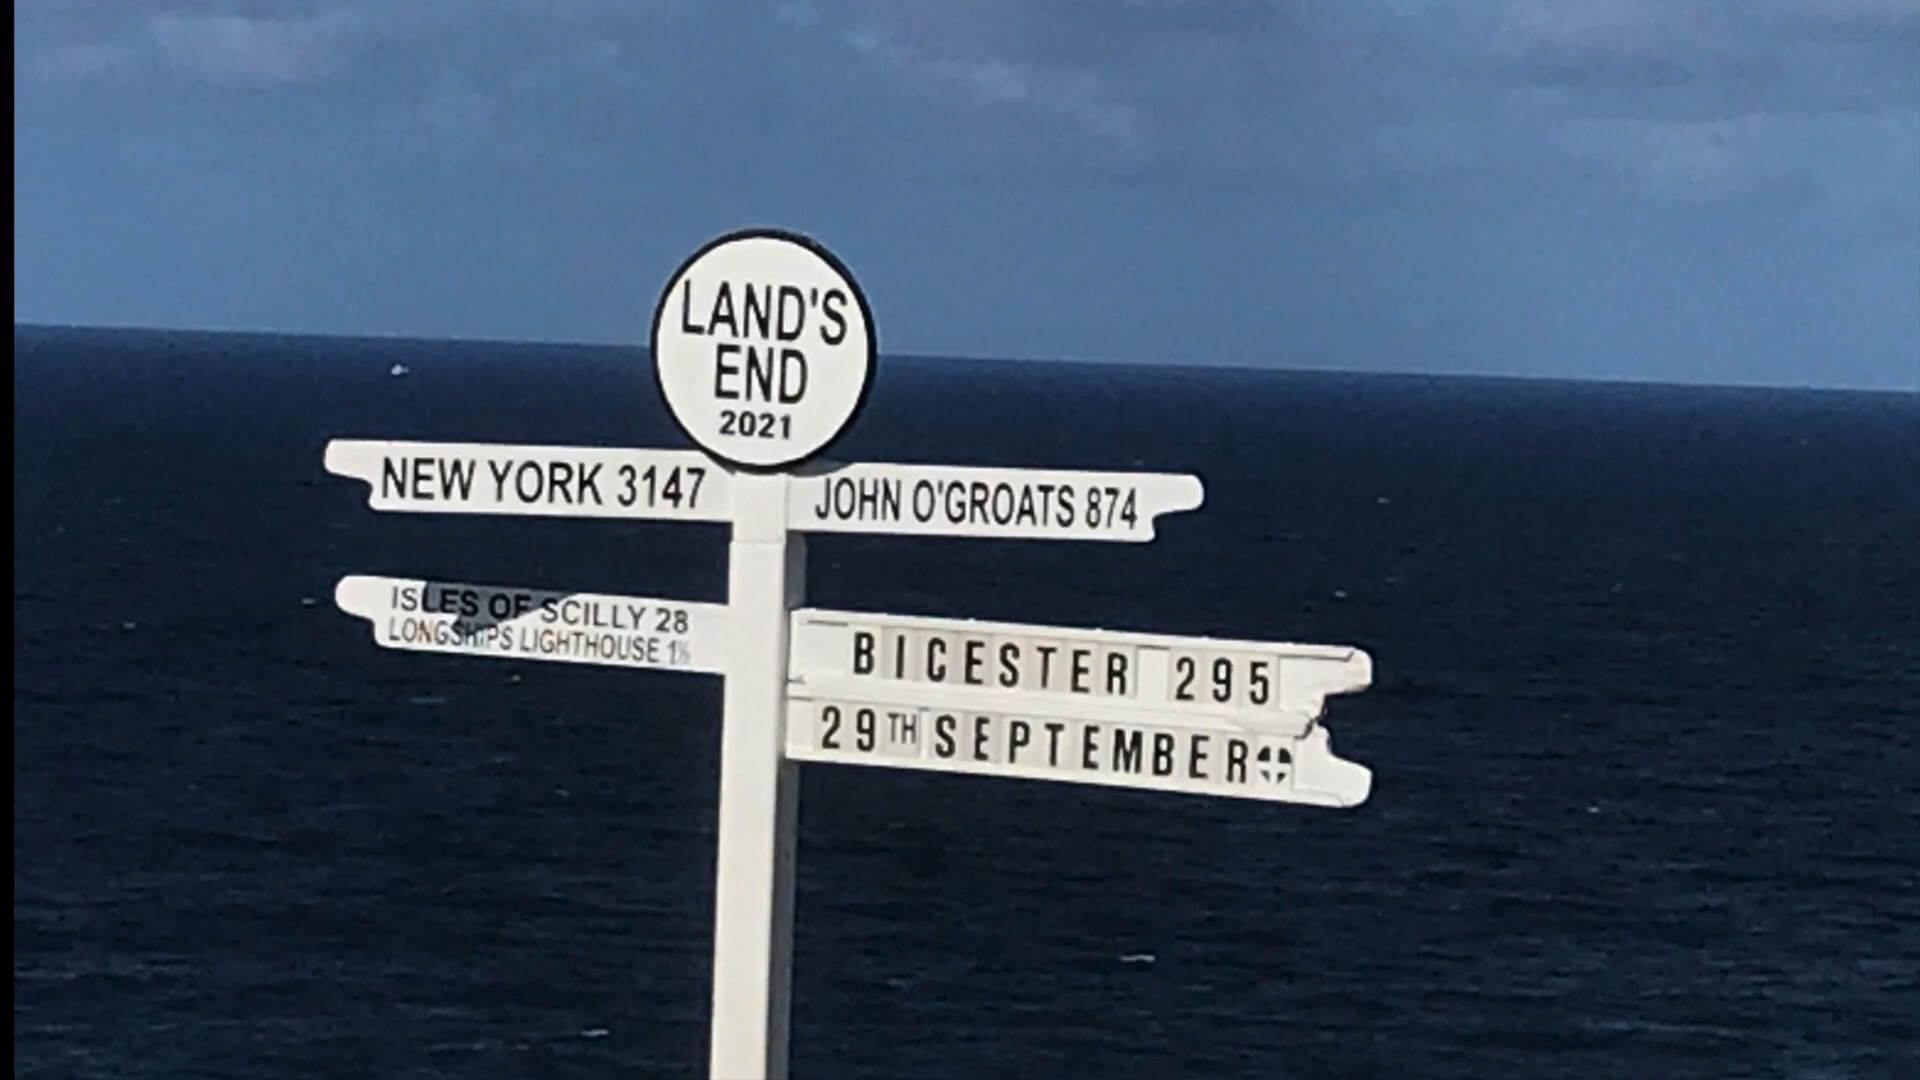 LAND'S
END
2021
NEW YORK 3147
JOHN O'GROATS 874
ISLES OF SCILLY 28
LONGSHIPS LIGHTHOUSE 1½
BICESTER 295
29TH SEPTEMBER